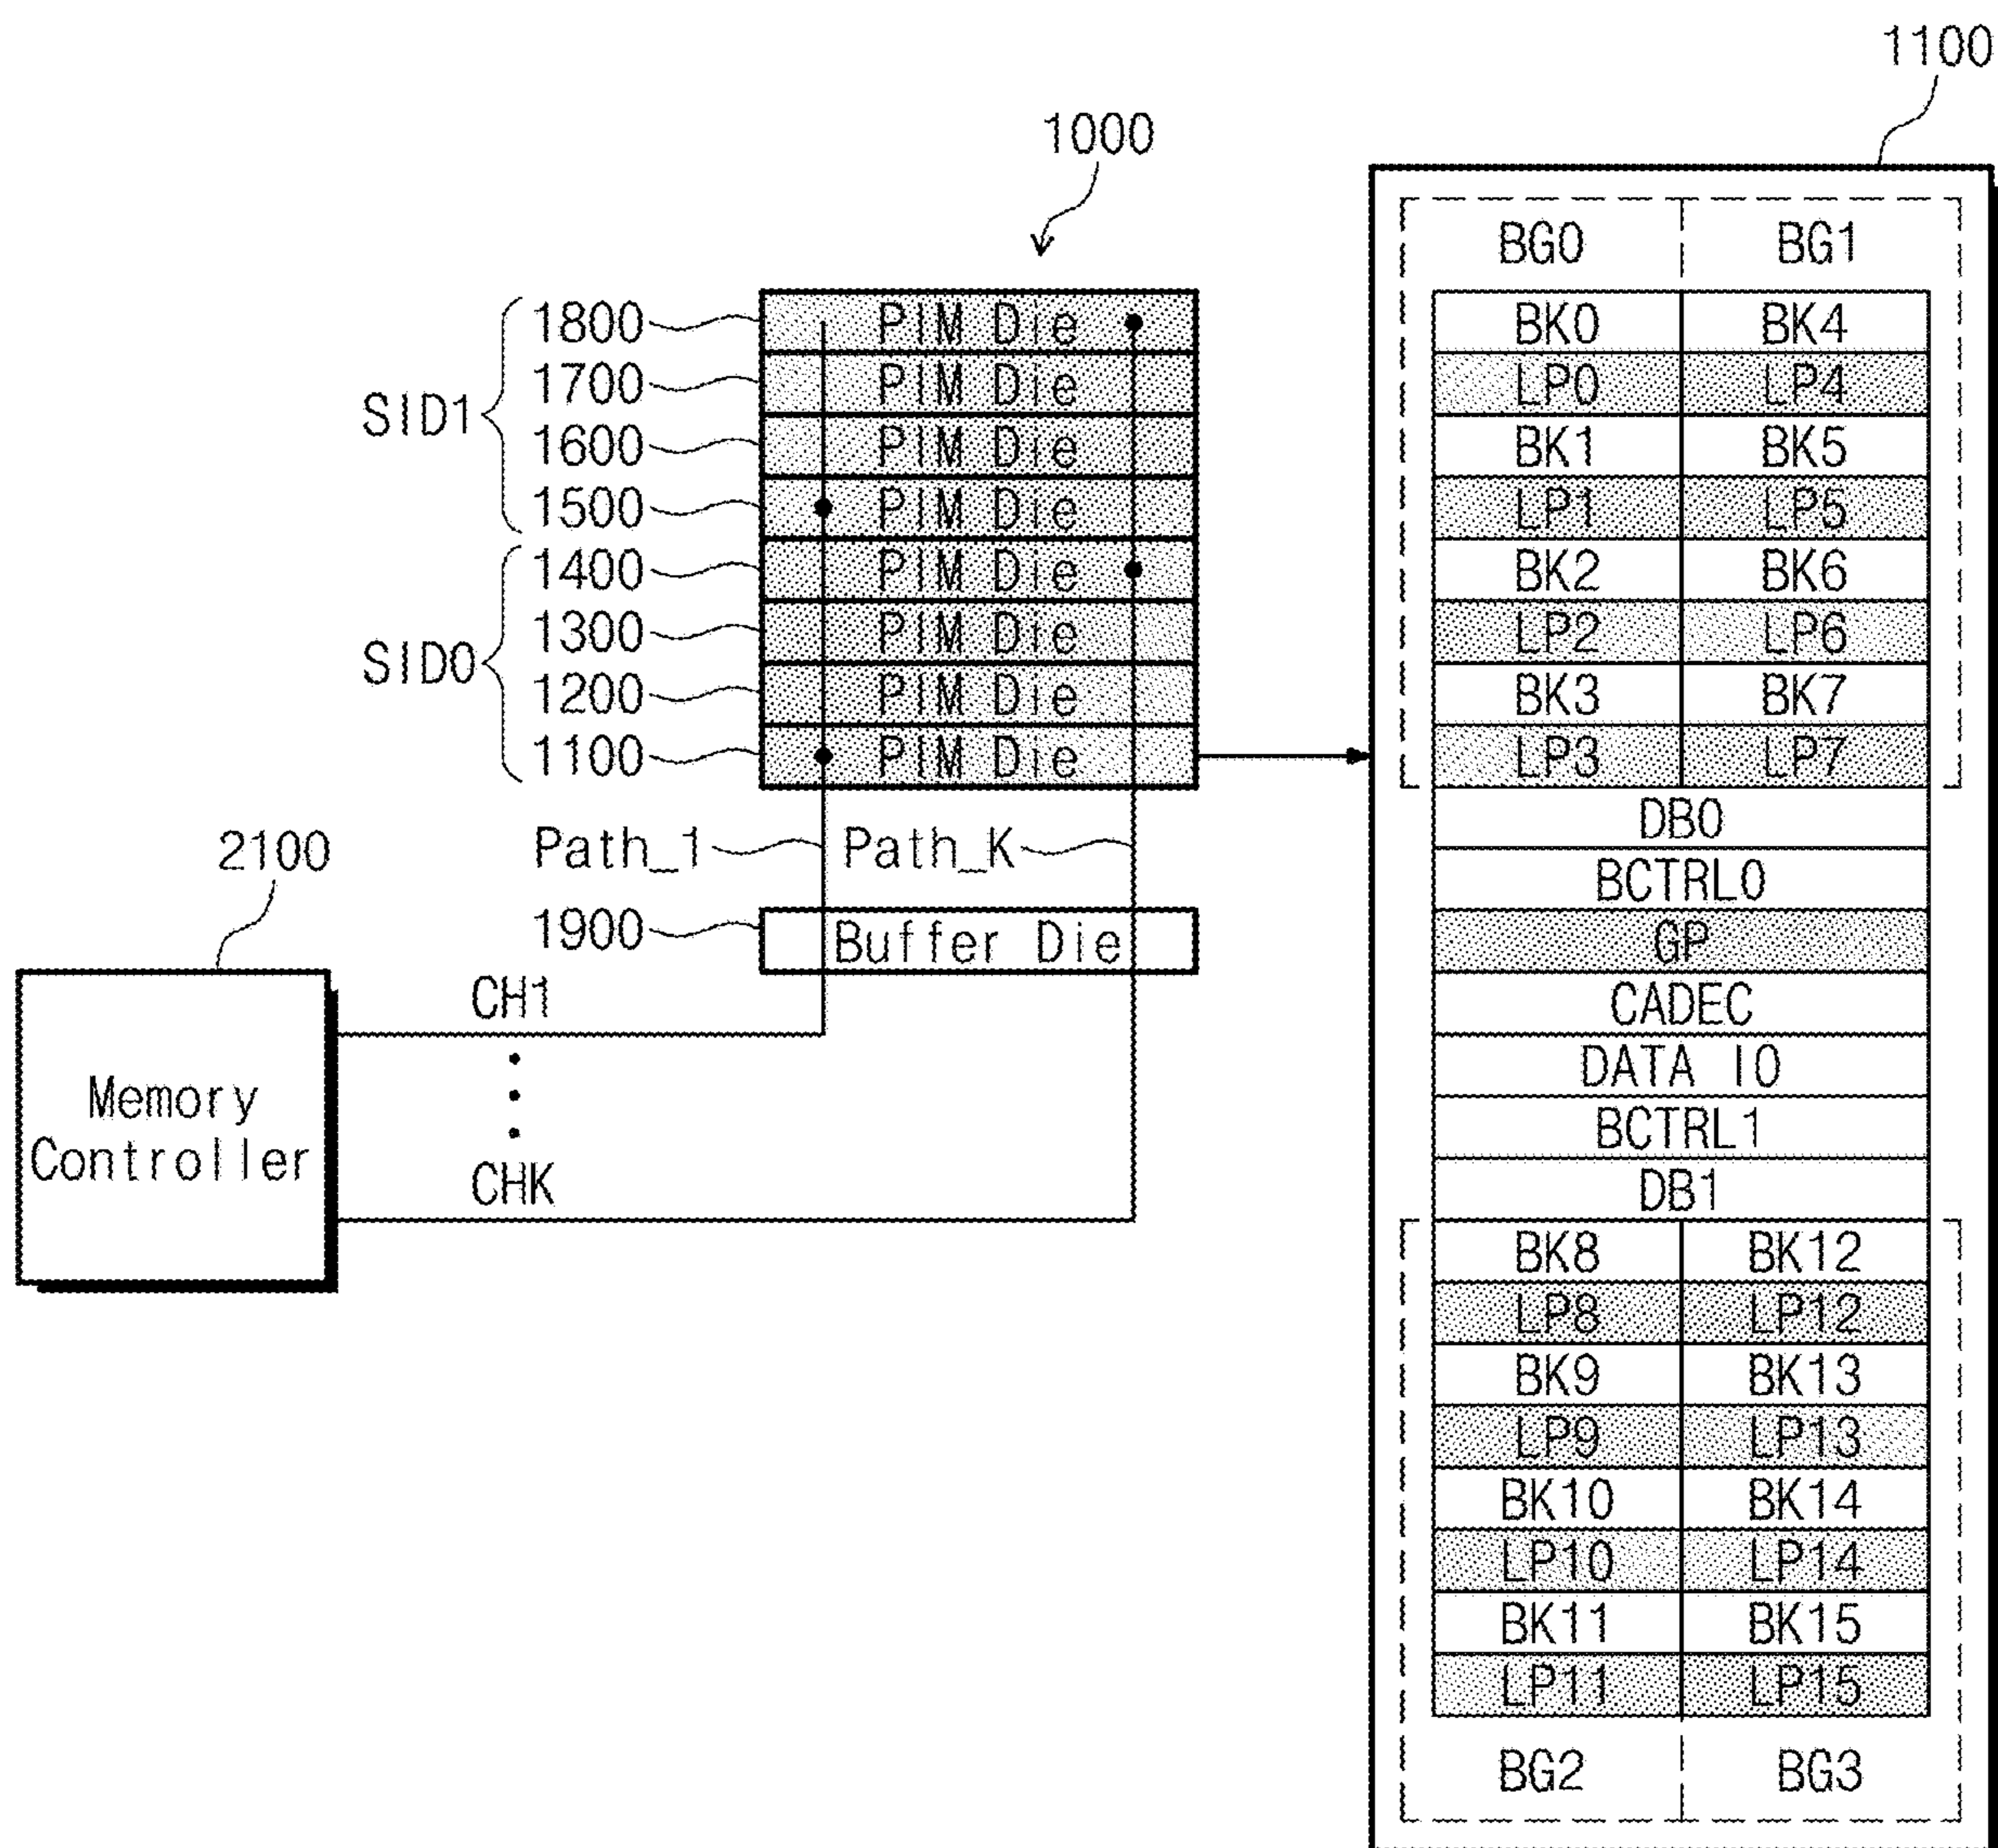 1100
1000
BG0 BG1
1800 PIM Die
1700 PIM Die
SID1
1600 PIM Die
1500 PIM Die
1400 PIM Die
1300 PIM Die
SID0
1200 PIM Die
1100 PIM Die
Path_1 Path_K
1900 Buffer Die
2100
Memory
Controller
CH1
CHK
BK0 BK4
LP0 LP4
BK1 BK5
LP1 LP5
BK2 BK6
LP2 LP6
BK3 BK7
LP3 LP7
DB0
BCTRL0
GP
CADEC
DATA IO
BCTRL1
DB1
BK8 BK12
LP8 LP12
BK9 BK13
LP9 LP13
BK10 BK14
LP10 LP14
BK11 BK15
LP11 LP15
BG2 BG3